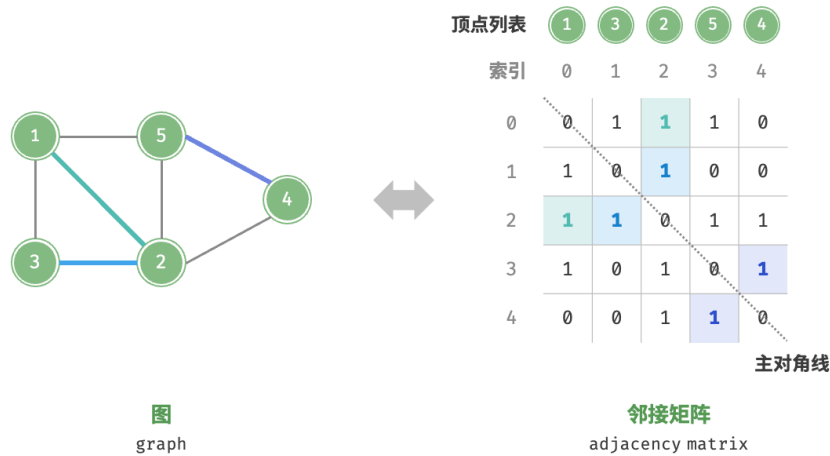 顶点列表 1 3 2 5 4
索引 0 1 2 3 4
0 0 1 1 1 0
1 1 0 1 0 0
2 1 1 0 1 1
3 1 0 1 0 1
4 0 0 1 1 0
主对角线
1 5
4
3 2
图
graph
邻接矩阵
adjacency matrix